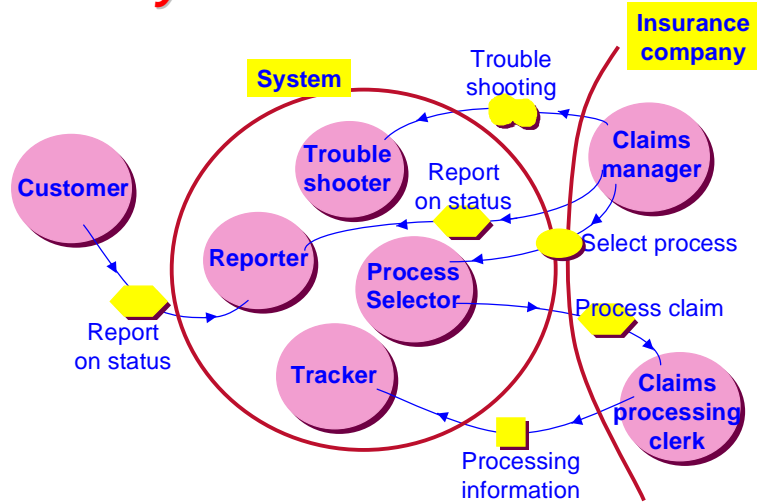 Insurance
company
Trouble
shooting
System
Claims
manager
Trouble
shooter
Report
on status
Customer
Reporter
Select process
Process
Selector
Process claim
Report
on status
Tracker
Claims
processing
clerk
Processing
information